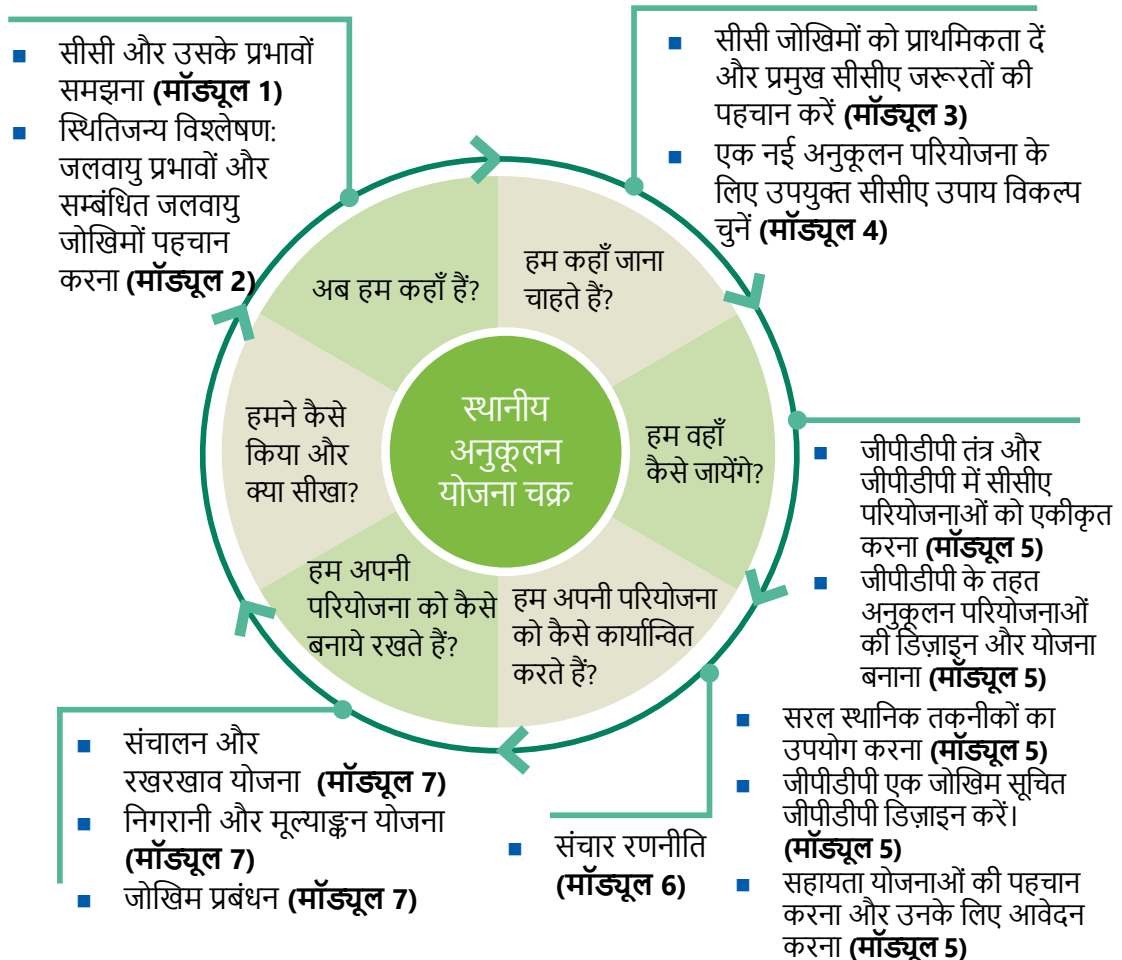 सीसी और उसके प्रभावों
समझना (मॉड्यूल 1)
स्थितिजन्य विश्लेषण:
जलवायु प्रभावों और
सम्बंधित जलवायु
जोखिमों पहचान
करना (मॉड्यूल 2)
सीसी जोखिमों को प्राथमिकता दें
और प्रमुख सीसीए जरूरतों की
पहचान करें (मॉड्यूल 3)
एक नई अनुकूलन परियोजना के
लिए उपयुक्त सीसीए उपाय विकल्प
चुनें (मॉड्यूल 4)
अब हम कहाँ हैं?
हम कहाँ जाना
चाहते हैं?
हम वहाँ
कैसे जायेंगे?
हम अपनी परियोजना
को कैसे कार्यान्वित
करते हैं?
हम अपनी
परियोजना को कैसे
बनाये रखते हैं?
हमने कैसे
किया और
क्या सीखा?
स्थानीय
अनुकूलन
योजना चक्र
जीपीडीपी तंत्र और
जीपीडीपी में सीसीए
परियोजनाओं को एकीकृत
करना (मॉड्यूल 5)
जीपीडीपी के तहत
अनुकूलन परियोजनाओं
की डिज़ाइन और योजना
बनाना (मॉड्यूल 5)
सरल स्थानिक तकनीकों का
उपयोग करना (मॉड्यूल 5)
जीपीडीपी एक जोखिम सूचित
जीपीडीपी डिज़ाइन करें।
(मॉड्यूल 5)
सहायता योजनाओं की पहचान
करना और उनके लिए आवेदन
करना (मॉड्यूल 5)
संचार रणनीति
(मॉड्यूल 6)
संचालन और
रखरखाव योजना (मॉड्यूल 7)
निगरानी और मूल्याङ्कन योजना
(मॉड्यूल 7)
जोखिम प्रबंधन (मॉड्यूल 7)